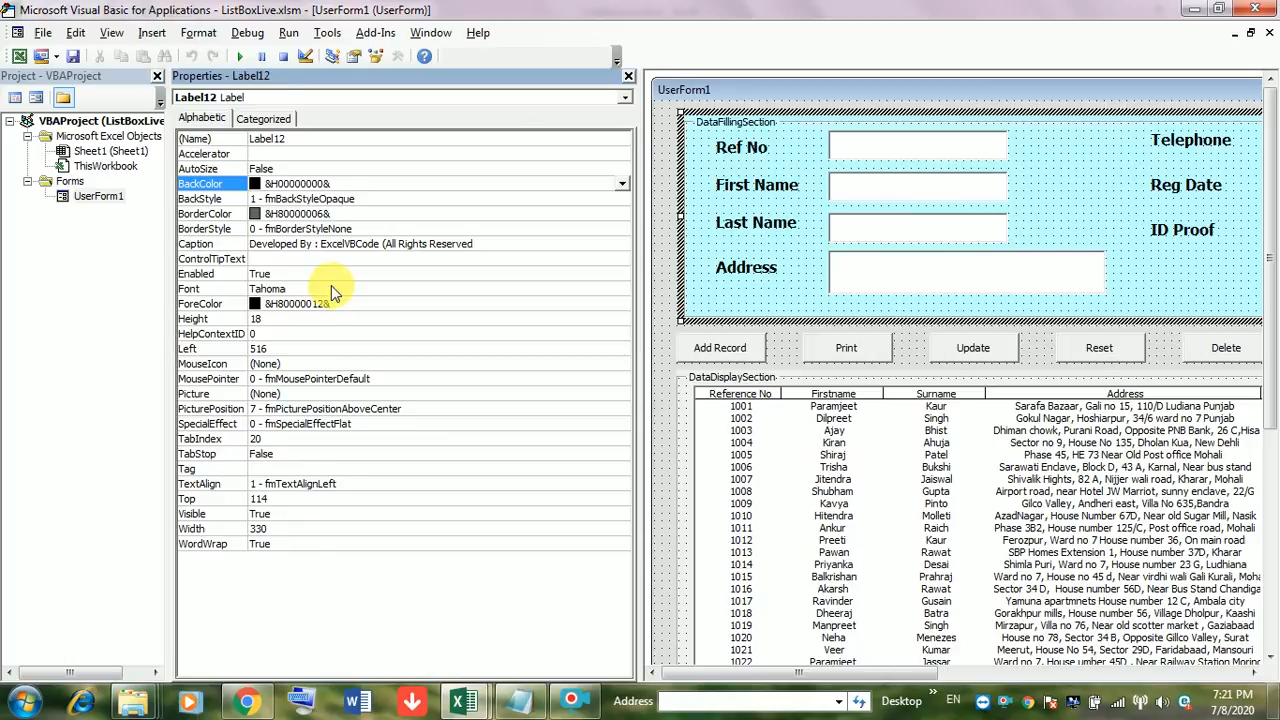 Microsoft Visual Basic for Applications - ListBoxLive.xlsm - [UserForm1 (UserForm)]
File Edit View Insert Format Debug Run Tools Add-Ins Window Help
Project - VBAProject
VBAProject (ListBoxLive
Microsoft Excel Objects
Sheet1 (Sheet1)
ThisWorkbook
Forms
UserForm1
Properties - Label12
Label12 Label
Alphabetic Categorized
(Name) Label12
Accelerator
AutoSize False
BackColor &H00000000&
BackStyle 1 - fmBackStyleOpaque
BorderColor &H80000006&
BorderStyle 0 - fmBorderStyleNone
Caption Developed By : ExcelVBCode (All Rights Reserved
ControlTipText
Enabled True
Font Tahoma
ForeColor &H80000012&
Height 18
HelpContextID 0
Left 516
MouseIcon (None)
MousePointer 0 - fmMousePointerDefault
Picture (None)
PicturePosition 7 - fmPicturePositionAboveCenter
SpecialEffect 0 - fmSpecialEffectFlat
TabIndex 20
TabStop False
Tag
TextAlign 1 - fmTextAlignLeft
Top 114
Visible True
Width 330
WordWrap True
UserForm1
DataFillingSection
Ref No Telephone
First Name Reg Date
Last Name ID Proof
Address
Add Record Print Update Reset Delete
DataDisplaySection
Reference No Firstname Surname Address
1001 Paramjeet Kaur Sarafa Bazaar, Gali no 15, 110/D Ludiana Punjab
1002 Dilpreet Singh Gokul Nagar, Hoshiarpur, 34/6 ward no 7 Punjab
1003 Ajay Bhist Dhiman chowk, Purani Road, Opposite PNB Bank, 26 C,Hisa
1004 Kiran Ahuja Sector no 9, House No 135, Dholan Kua, New Dehli
1005 Shiraj Patel Phase 45, HE 73 Near Old Post office Mohali
1006 Trisha Bukshi Sarawati Enclave, Block D, 43 A, Karnal, Near bus stand
1007 Jitendra Jaiswal Shivalik Hights, 82 A, Nijjer wali road, Kharar, Mohali
1008 Shubham Gupta Airport road, near Hotel JW Marriot, sunny enclave, 22/G
1009 Kavya Pinto Gilco Valley, Andheri east, Villa No 635,Bandra
1010 Hitendra Molleti AzadNagar, House Number 67D, Near old Sugar Mill, Nasik
1011 Ankur Raich Phase 3B2, House number 125/C, Post office road, Mohali
1012 Preeti Kaur Ferozpur, Ward no 7 House number 36, On main road
1013 Pawan Rawat SBP Homes Extension 1, House number 37D, Kharar
1014 Priyanka Desai Shimla Puri, Ward no 7, House number 23 G, Ludhiana
1015 Balkrishan Prahraj Ward no 7, House no 45 d, Near virdhi wali Gali Kurali, Moha
1016 Akarsh Rawat Sector 34 D, House number 56D, Near Bus Stand Chandiga
1017 Ravinder Gusain Yamuna apartmnets House number 12 C, Ambala city
1018 Dheeraj Batra Gorakhpur mills, House number 56, Village Dholpur, Kaashi
1019 Manpreet Singh Mirzapur, Villa no 76, Near old scotter market , Gaziabaad
1020 Neha Menezes House no 78, Sector 34 B, Opposite Gilco Valley, Surat
1021 Veer Kumar Meerut, House No 54, Sector 29D, Faridabaad, Mansouri
1022 Paramjeet Jassar
Address Desktop » EN 7:21 PM
7/8/2020